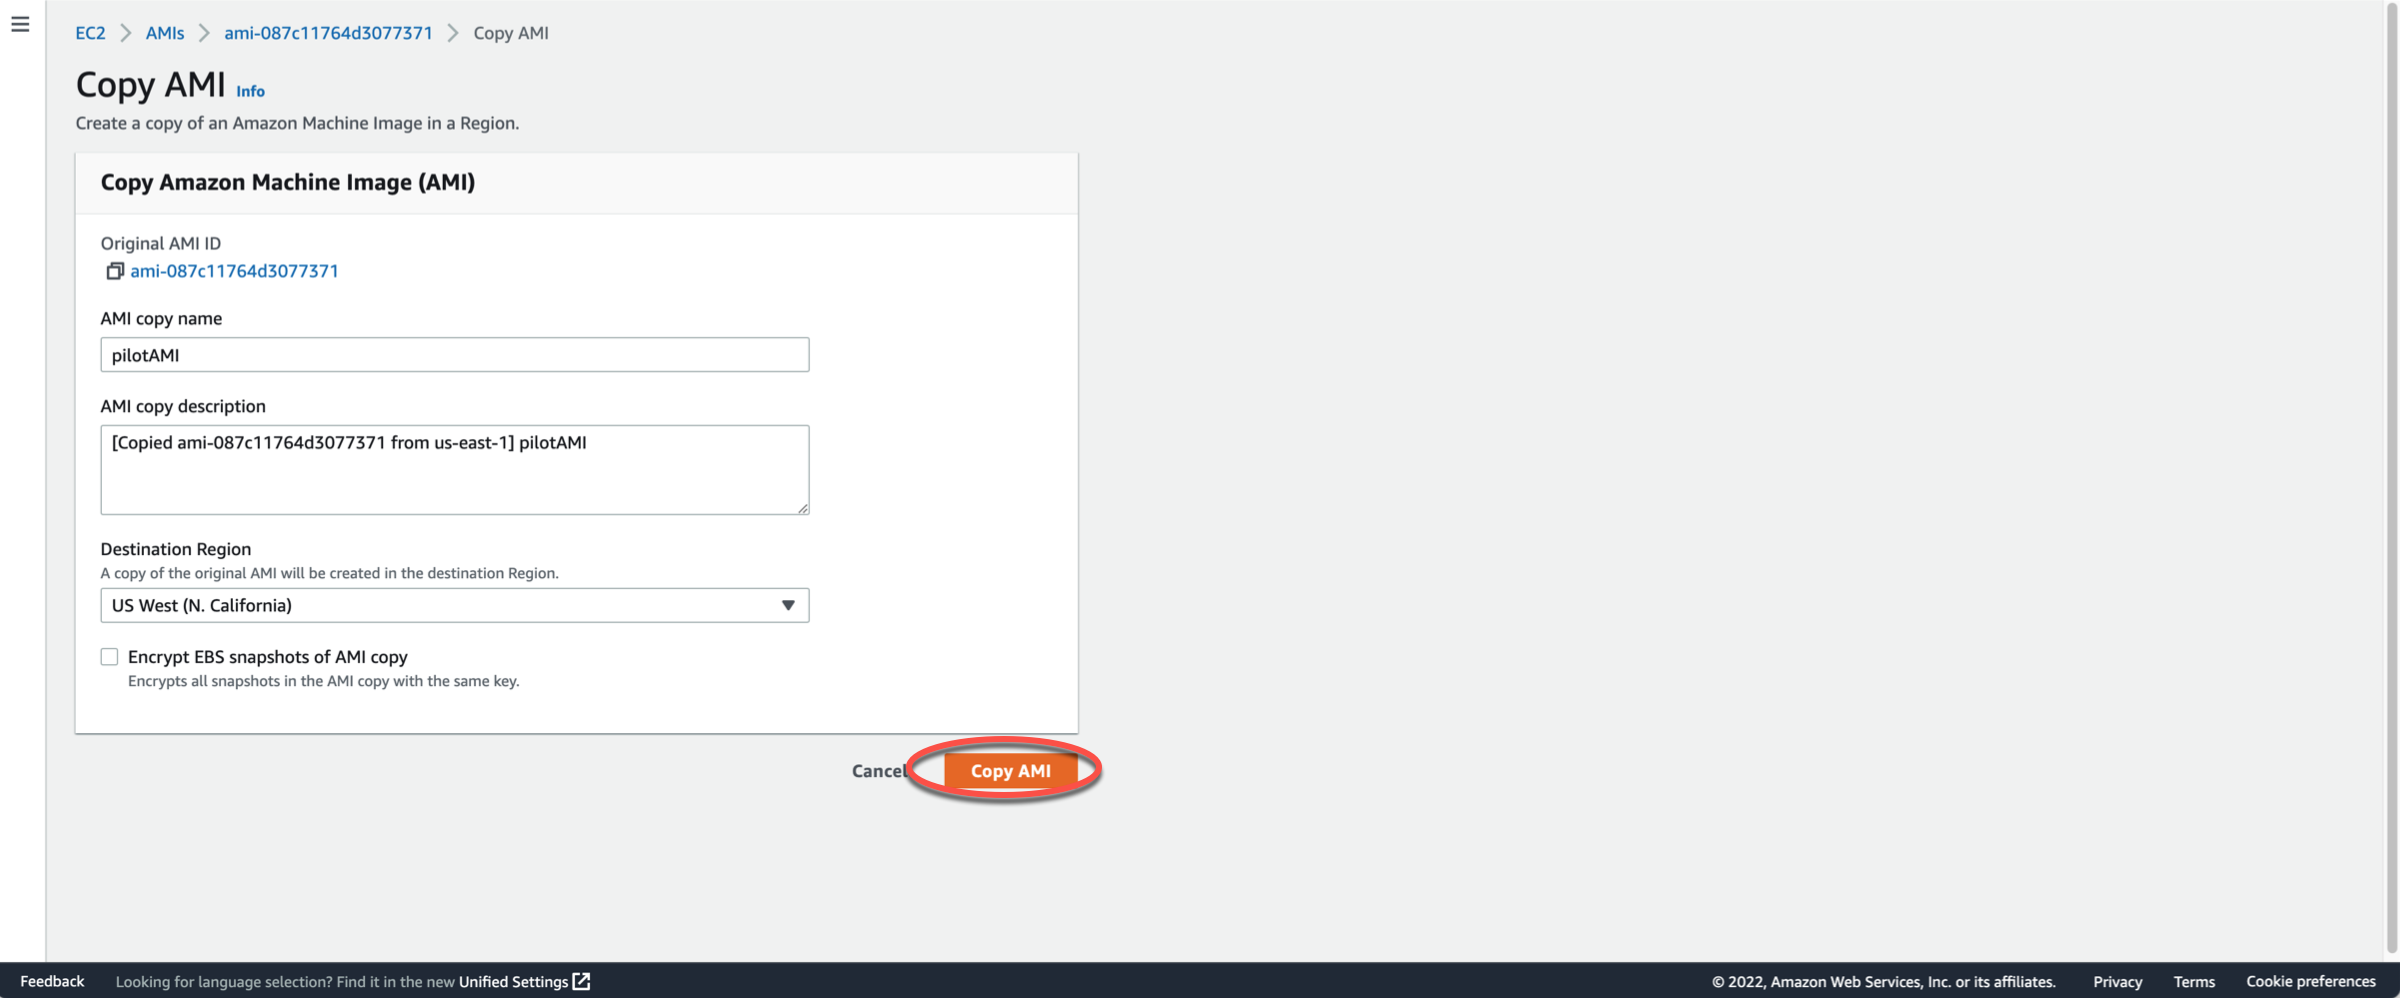 EC2 > AMIs > ami-087c11764d3077371 > Copy AMI
Copy AMI Info
Create a copy of an Amazon Machine Image in a Region.
Copy Amazon Machine Image (AMI)
Original AMI ID
ami-087c11764d3077371
AMI copy name
pilotAMI
AMI copy description
[Copied ami-087c11764d3077371 from us-east-1] pilotAMI
Destination Region
A copy of the original AMI will be created in the destination Region.
US West (N. California)
Encrypt EBS snapshots of AMI copy
Encrypts all snapshots in the AMI copy with the same key.
Cancel Copy AMI
Feedback Looking for language selection? Find it in the new Unified Settings © 2022, Amazon Web Services, Inc. or its affiliates. Privacy Terms Cookie preferences